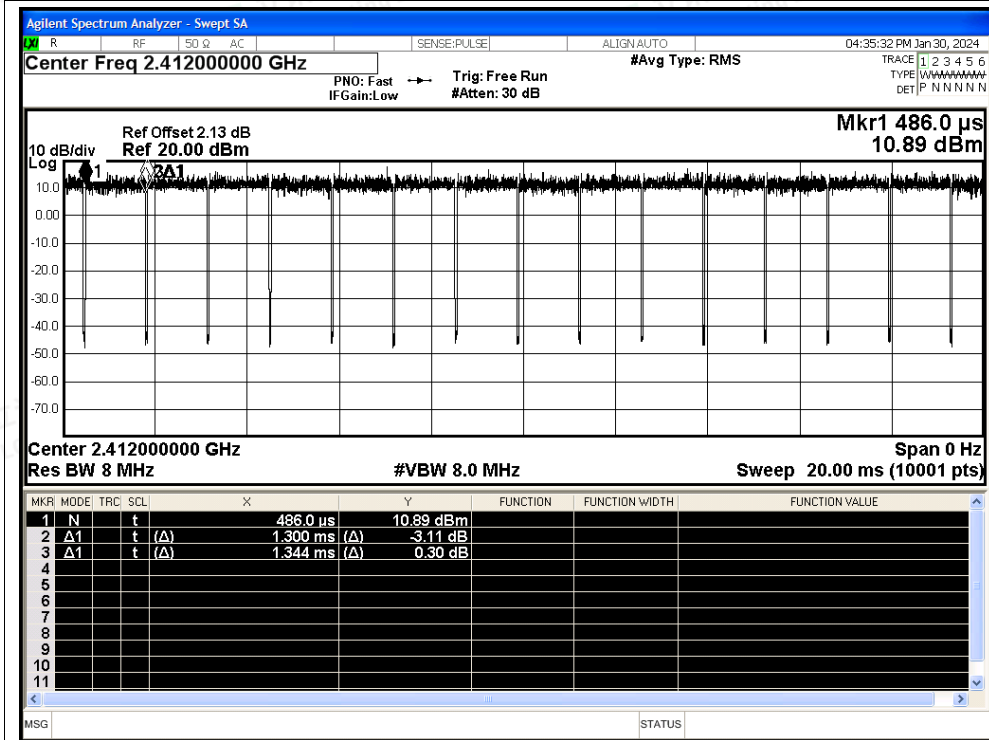 Agilent Spectrum Analyzer - Swept SA
LXI R RF 50 Ω AC SENSE:PULSE ALIGN AUTO 04:35:32 PM Jan 30, 2024
Center Freq 2.412000000 GHz #Avg Type: RMS TRACE 1 2 3 4 5 6
PNO: Fast Trig: Free Run TYPE
IFGain:Low #Atten: 30 dB DET P N N N N N
Mkr1 486.0 µs
10.89 dBm
Ref Offset 2.13 dB
10 dB/div Ref 20.00 dBm
Log
1 3Δ1
10.0
0.00
-10.0
-20.0
-30.0
-40.0
-50.0
-60.0
-70.0
Center 2.412000000 GHz Span 0 Hz
Res BW 8 MHz #VBW 8.0 MHz Sweep 20.00 ms (10001 pts)
MKR MODE TRC SCL X Y FUNCTION FUNCTION WIDTH FUNCTION VALUE
1 N t 486.0 µs 10.89 dBm
2 Δ1 t (Δ) 1.300 ms (Δ) -3.11 dB
3 Δ1 t (Δ) 1.344 ms (Δ) 0.30 dB
4
5
6
7
8
9
10
11
MSG STATUS